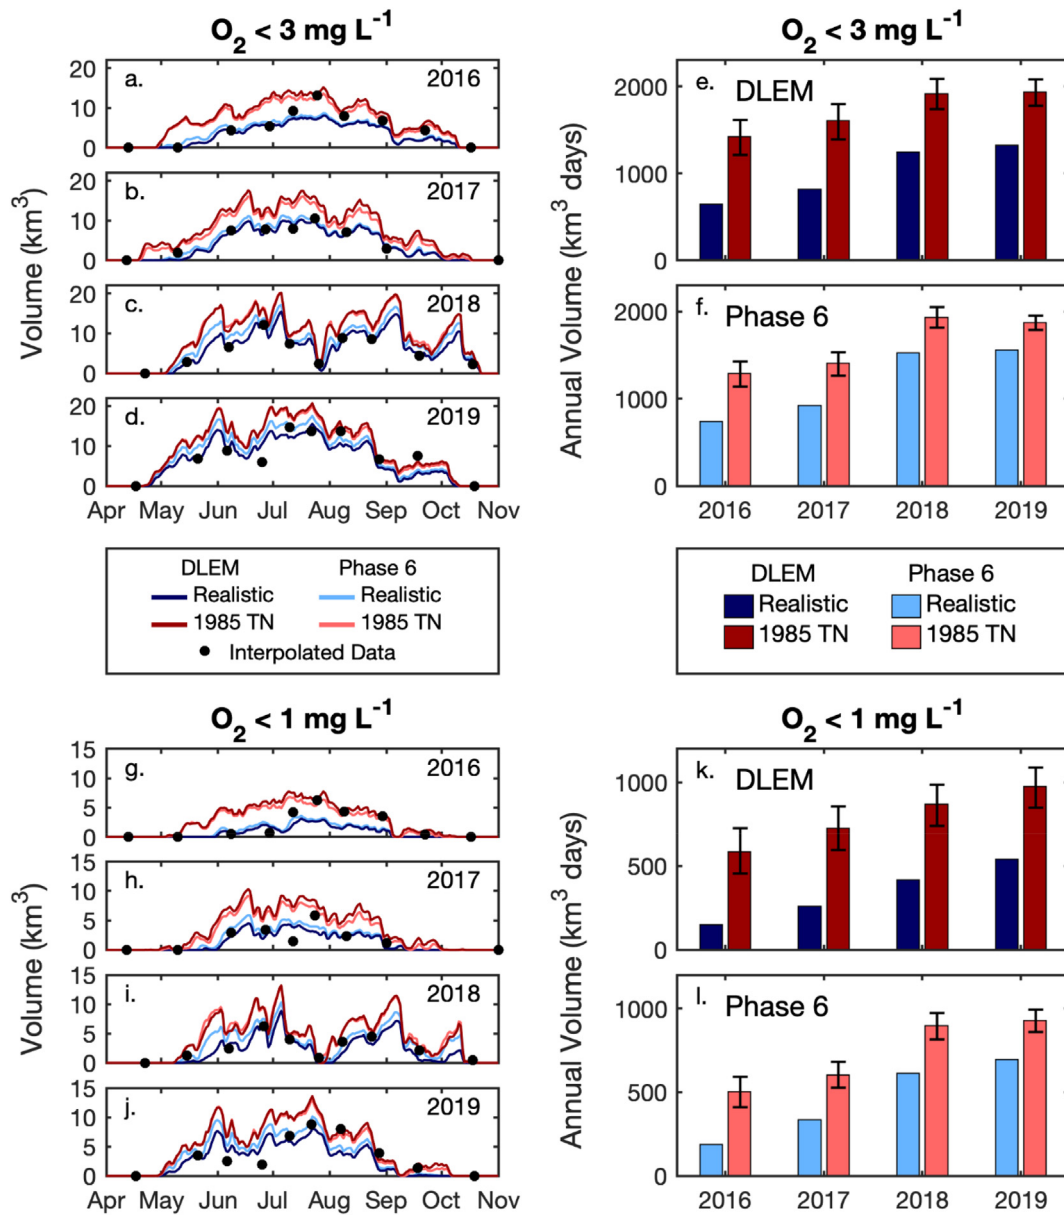 O2 < 3 mg L-1
a.
2016
20
10
0
b.
2017
20
10
0
c.
2018
20
10
0
d.
2019
20
10
0
Volume (km3)
Apr May Jun Jul Aug Sep Oct Nov
O2 < 3 mg L-1
e.
DLEM
2000
1000
0
f.
Phase 6
2000
1000
0
Annual Volume (km3 days)
2016 2017 2018 2019
DLEM Phase 6
Realistic Realistic
1985 TN 1985 TN
Interpolated Data
DLEM Phase 6
Realistic Realistic
1985 TN 1985 TN
O2 < 1 mg L-1
g.
2016
15
10
5
0
h.
2017
15
10
5
0
i.
2018
15
10
5
0
j.
2019
15
10
5
0
Volume (km3)
Apr May Jun Jul Aug Sep Oct Nov
O2 < 1 mg L-1
k.
DLEM
1000
500
0
l.
Phase 6
1000
500
0
Annual Volume (km3 days)
2016 2017 2018 2019